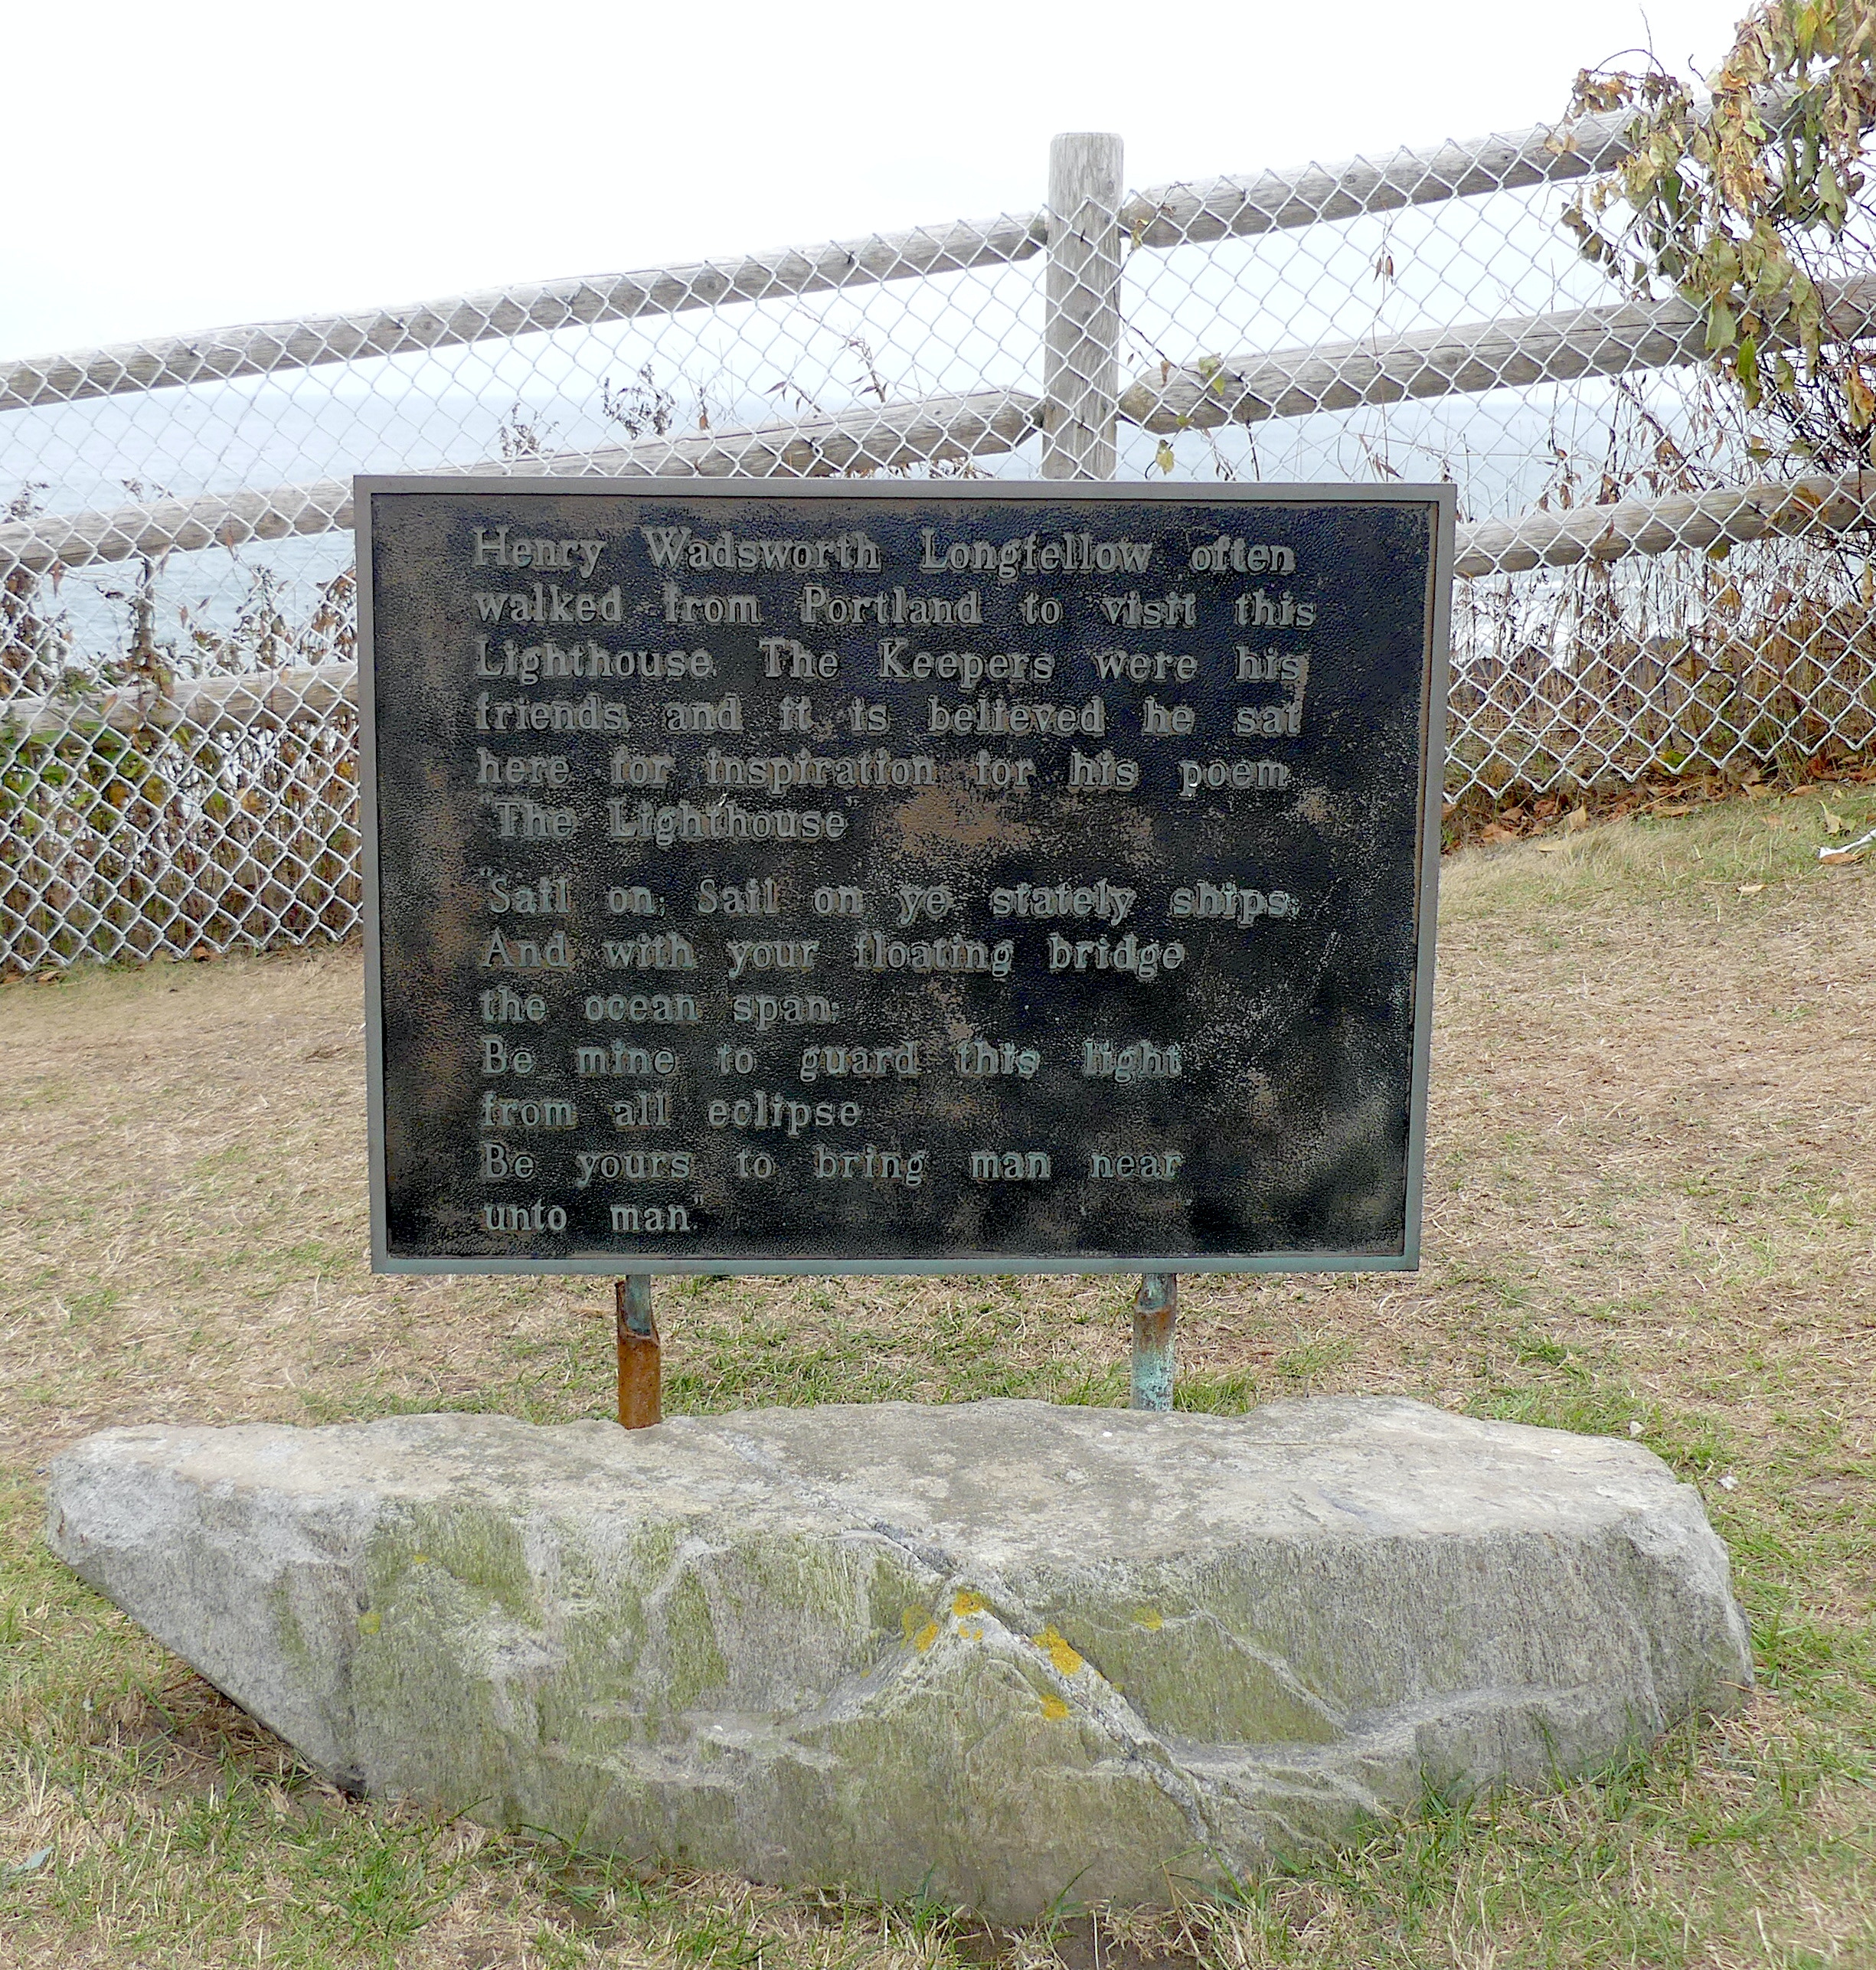 Henry Wadsworth Longfellow often
walked from Portland to visit this
Lighthouse. The Keepers were his
friends and it is believed he sat
here for inspiration for his poem
"The Lighthouse"
"Sail on; Sail on ye stately ships;
And with your floating bridge
the ocean span;
Be mine to guard this light
from all eclipse
Be yours to bring man near
unto man."